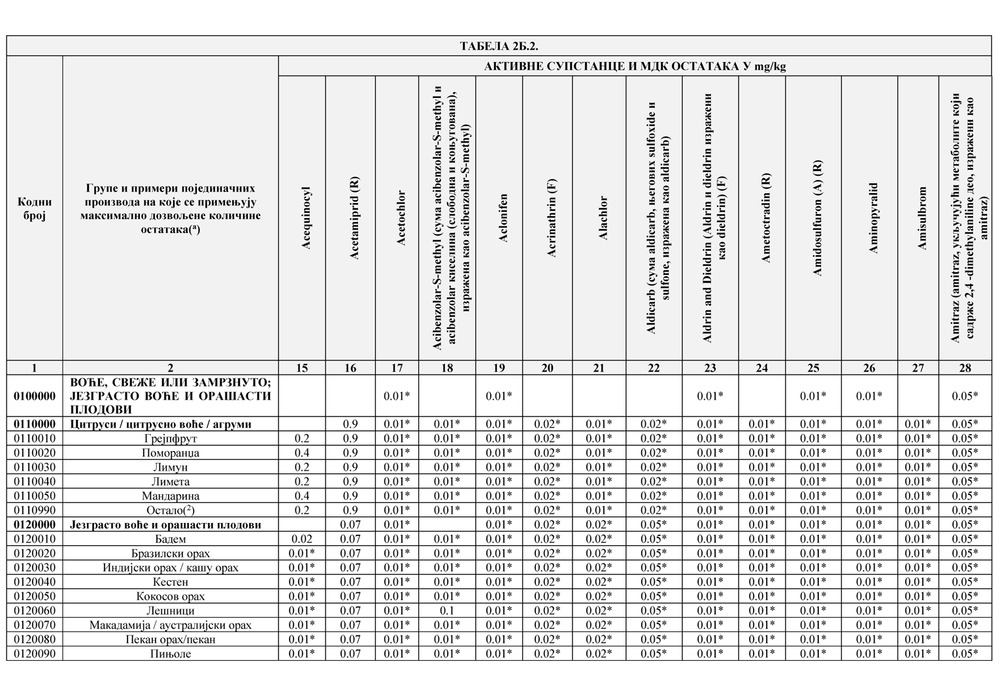 ТАБЕЛА 2Б.2.
АКТИВНЕ СУПСТАНЦЕ И МДК ОСТАТАКА У mg/kg
Кодни
број
Групе и примери појединачних
производа на које се примењују
максимално дозвољене количине
остатака(ᵃ)
Acequinocyl
Acetamiprid (R)
Acetochlor
Acibenzolar-S-methyl (сума acibenzolar-S-methyl и
acibenzolar киселина (слободна и коњугована),
изражена као acibenzolar-S-methyl)
Aclonifen
Acrinathrin (F)
Alachlor
Aldicarb (сума aldicarb, његових sulfoxide и
sulfone, изражена као aldicarb)
Aldrin and Dieldrin (Aldrin и dieldrin изражени
као dieldrin) (F)
Ametoctradin (R)
Amidosulfuron (A) (R)
Aminopyralid
Amisulbrom
Amitraz (amitraz, укључујући метаболите који
садрже 2,4 -dimethylaniline део, изражени као
amitraz)
1 2 15 16 17 18 19 20 21 22 23 24 25 26 27 28
ВОЋЕ, СВЕЖЕ ИЛИ ЗАМРЗНУТО;
0100000 ЈЕЗГРАСТО ВОЋЕ И ОРАШАСТИ 0.01* 0.01* 0.01* 0.01* 0.01* 0.05*
ПЛОДОВИ
0110000 Цитруси / цитрусно воће / агруми 0.9 0.01* 0.01* 0.01* 0.02* 0.01* 0.02* 0.01* 0.01* 0.01* 0.01* 0.01* 0.05*
0110010 Грејпфрут 0.2 0.9 0.01* 0.01* 0.01* 0.02* 0.01* 0.02* 0.01* 0.01* 0.01* 0.01* 0.01* 0.05*
0110020 Поморанџа 0.4 0.9 0.01* 0.01* 0.01* 0.02* 0.01* 0.02* 0.01* 0.01* 0.01* 0.01* 0.01* 0.05*
0110030 Лимун 0.2 0.9 0.01* 0.01* 0.01* 0.02* 0.01* 0.02* 0.01* 0.01* 0.01* 0.01* 0.01* 0.05*
0110040 Лимета 0.2 0.9 0.01* 0.01* 0.01* 0.02* 0.01* 0.02* 0.01* 0.01* 0.01* 0.01* 0.01* 0.05*
0110050 Мандарина 0.4 0.9 0.01* 0.01* 0.01* 0.02* 0.01* 0.02* 0.01* 0.01* 0.01* 0.01* 0.01* 0.05*
0110990 Остало(²) 0.2 0.9 0.01* 0.01* 0.01* 0.02* 0.01* 0.02* 0.01* 0.01* 0.01* 0.01* 0.01* 0.05*
0120000 Језграсто воће и орашасти плодови 0.07 0.01* 0.01* 0.02* 0.02* 0.05* 0.01* 0.01* 0.01* 0.01* 0.01* 0.05*
0120010 Бадем 0.02 0.07 0.01* 0.01* 0.01* 0.02* 0.02* 0.05* 0.01* 0.01* 0.01* 0.01* 0.01* 0.05*
0120020 Бразилски орах 0.01* 0.07 0.01* 0.01* 0.01* 0.02* 0.02* 0.05* 0.01* 0.01* 0.01* 0.01* 0.01* 0.05*
0120030 Индијски орах / кашу орах 0.01* 0.07 0.01* 0.01* 0.01* 0.02* 0.02* 0.05* 0.01* 0.01* 0.01* 0.01* 0.01* 0.05*
0120040 Кестен 0.01* 0.07 0.01* 0.01* 0.01* 0.02* 0.02* 0.05* 0.01* 0.01* 0.01* 0.01* 0.01* 0.05*
0120050 Кокосов орах 0.01* 0.07 0.01* 0.01* 0.01* 0.02* 0.02* 0.05* 0.01* 0.01* 0.01* 0.01* 0.01* 0.05*
0120060 Лешници 0.01* 0.07 0.01* 0.1 0.01* 0.02* 0.02* 0.05* 0.01* 0.01* 0.01* 0.01* 0.01* 0.05*
0120070 Макадамија / аустралијски орах 0.01* 0.07 0.01* 0.01* 0.01* 0.02* 0.02* 0.05* 0.01* 0.01* 0.01* 0.01* 0.01* 0.05*
0120080 Пекан орах/пекан 0.01* 0.07 0.01* 0.01* 0.01* 0.02* 0.02* 0.05* 0.01* 0.01* 0.01* 0.01* 0.01* 0.05*
0120090 Пињоле 0.01* 0.07 0.01* 0.01* 0.01* 0.02* 0.02* 0.05* 0.01* 0.01* 0.01* 0.01* 0.01* 0.05*